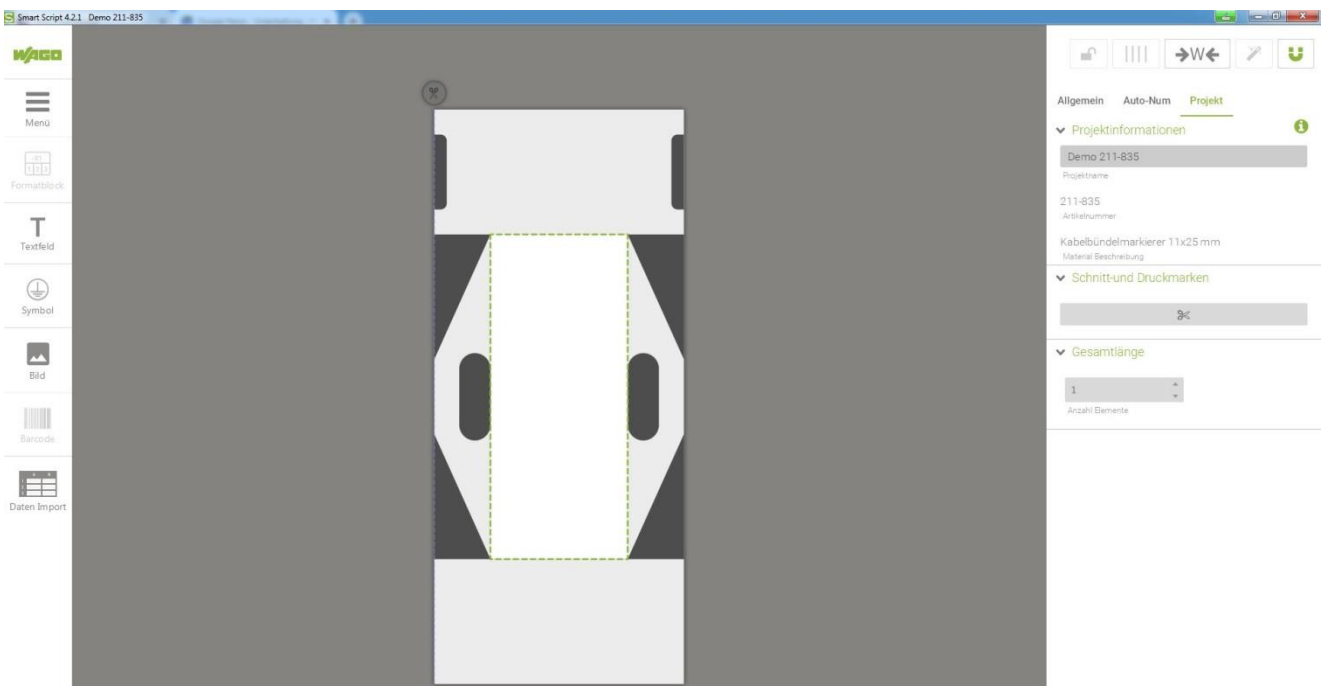 Smart Script 4.2.1 Demo 211-835
WAGO
Menü
Formatblock
Textfeld
Symbol
Bild
Barcode
Daten Import
→W←
Allgemein Auto-Num Projekt
Projektinformationen
Demo 211-835
Projektname
211-835
Artikelnummer
Kabelbündelmarkierer 11x25 mm
Material Beschreibung
Schnitt-und Druckmarken
Gesamtlänge
1
Anzahl Elemente